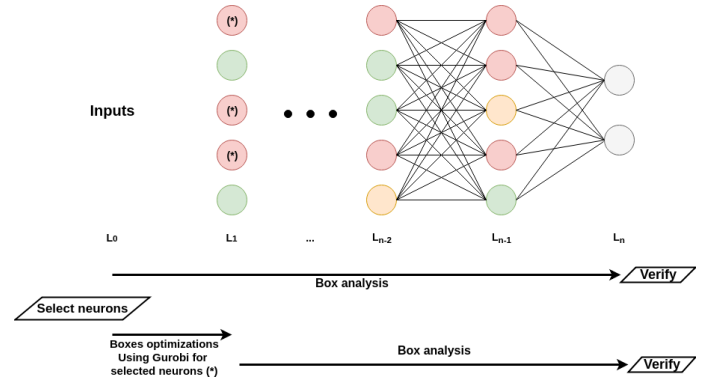 (*)
Inputs
(*)
(*)
L0 L1 ... Ln-2 Ln-1 Ln
Box analysis
Verify
Select neurons
Boxes optimizations
Using Gurobi for
selected neurons (*)
Box analysis
Verify